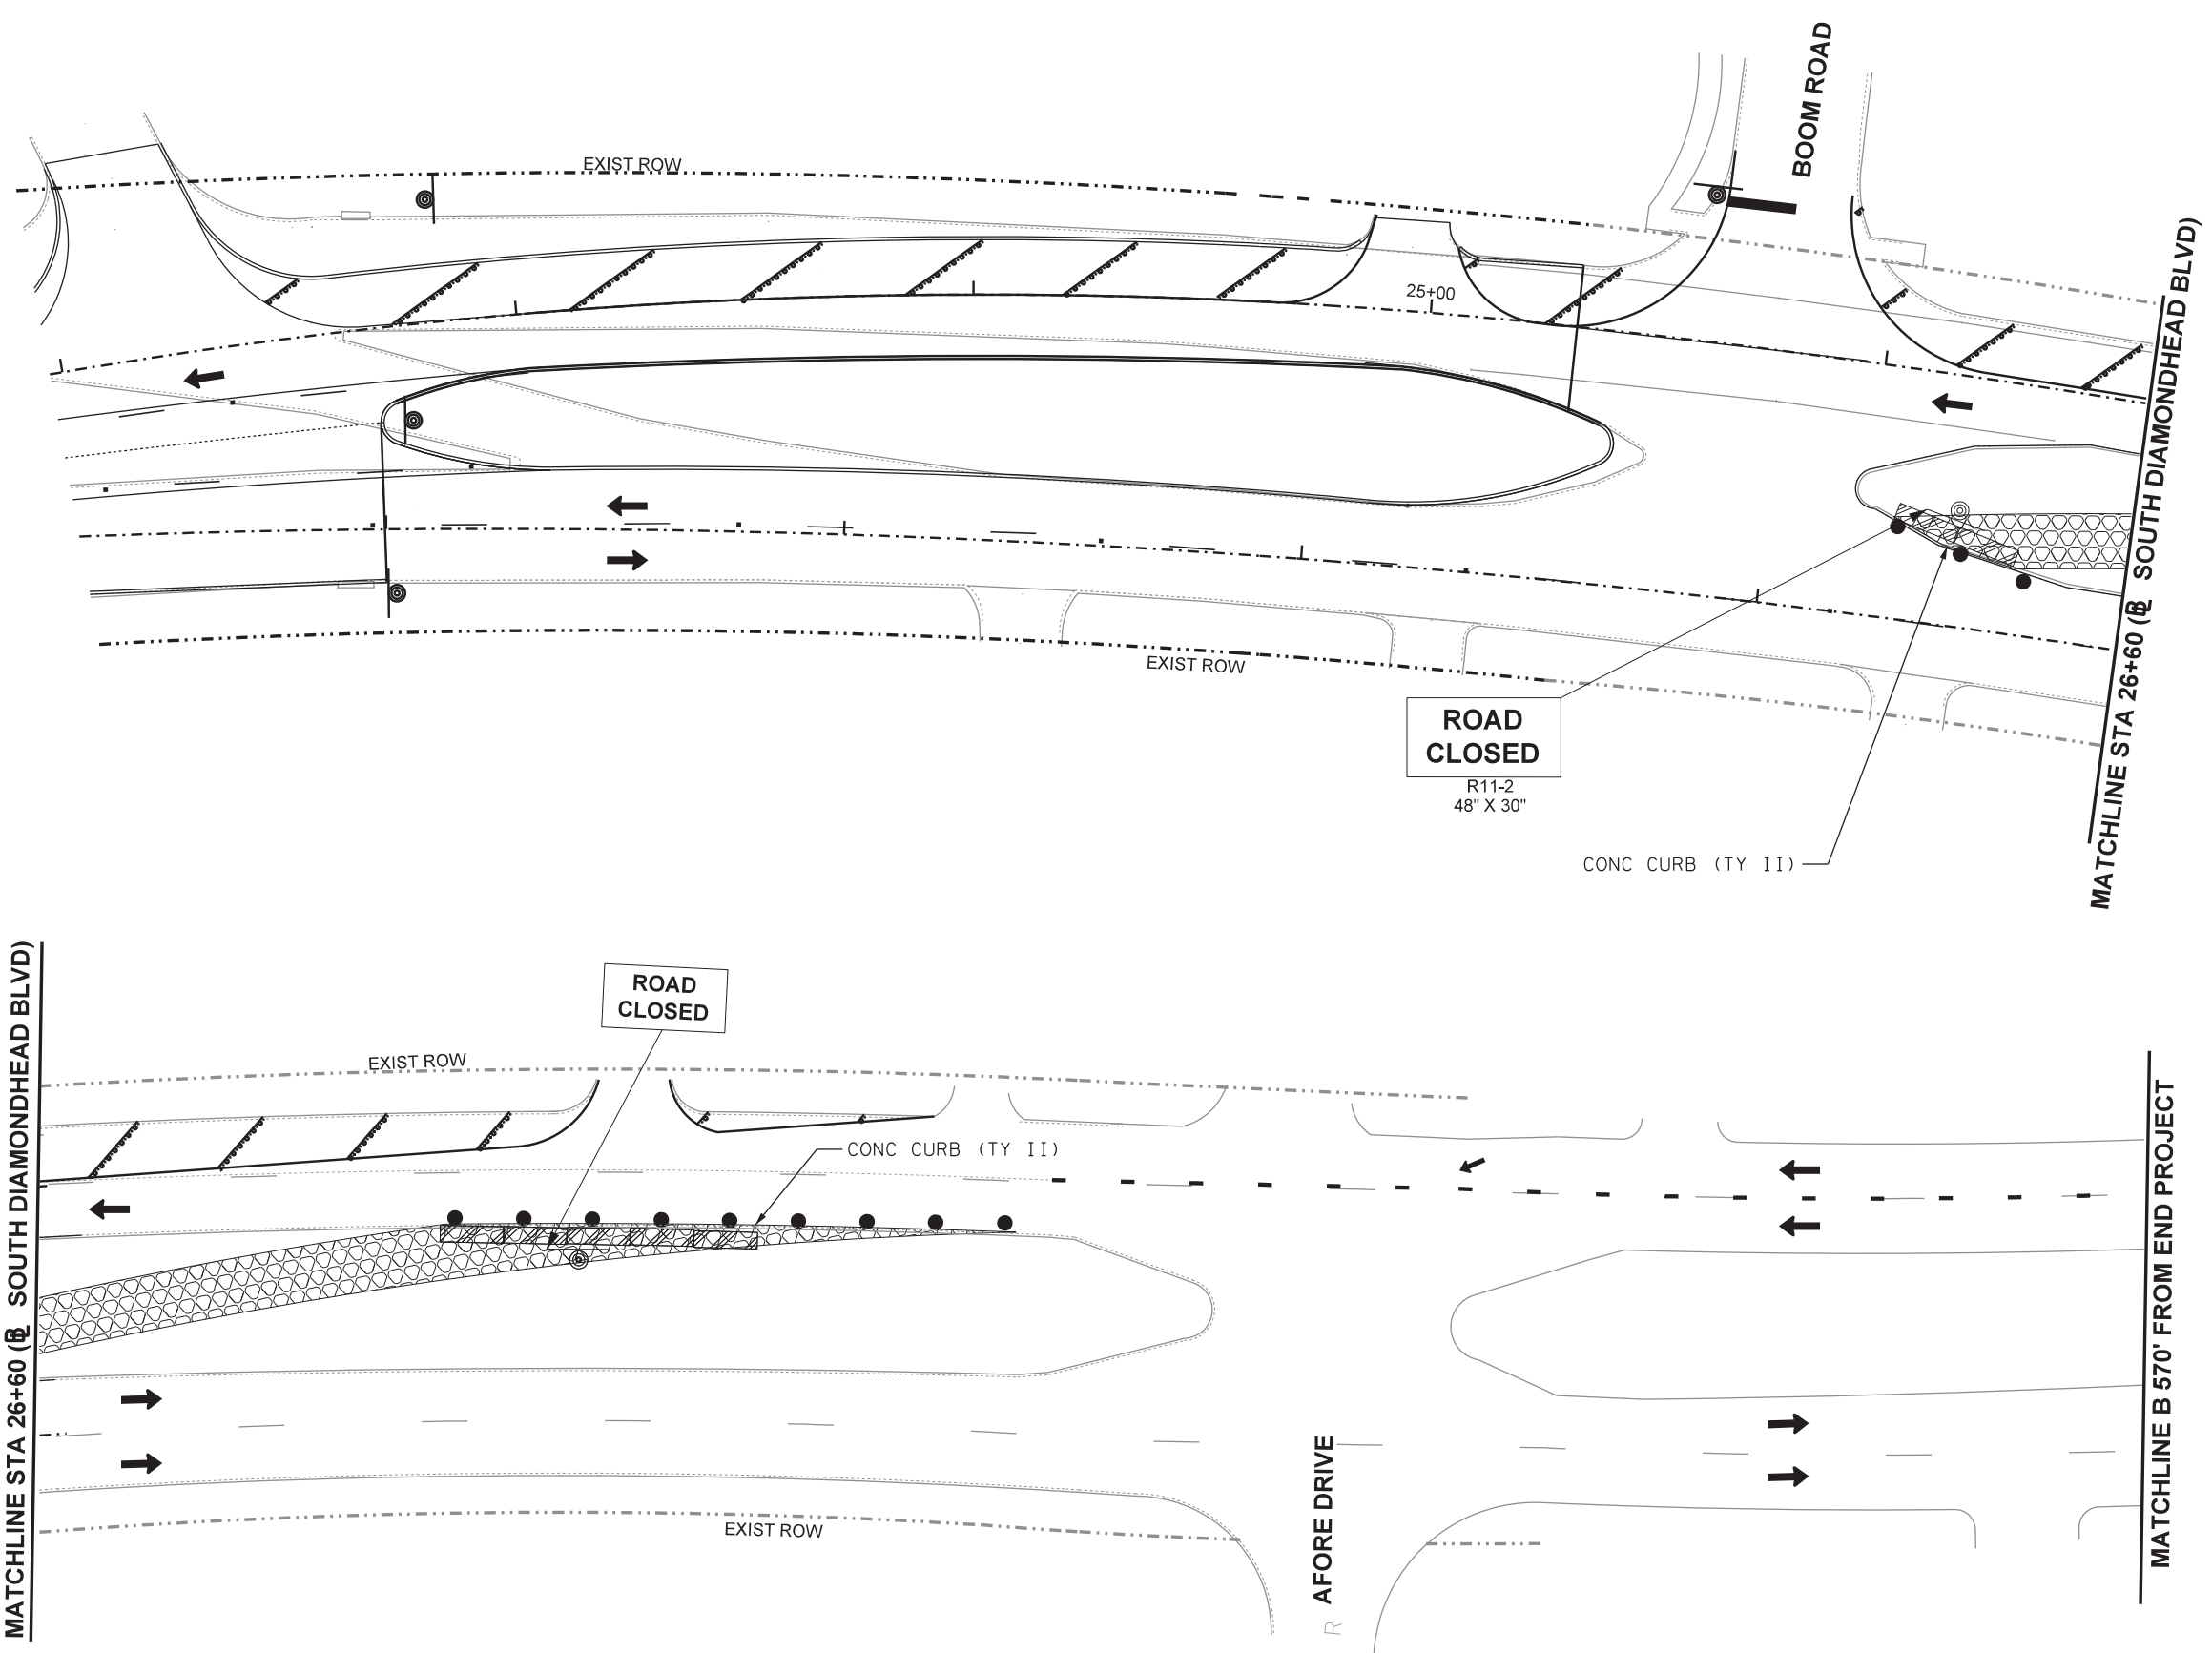 BOOM ROAD
EXIST ROW
25+00
EXIST ROW
ROAD
CLOSED
R11-2
48" X 30"
CONC CURB (TY II)
MATCHLINE STA 26+60 (B SOUTH DIAMONDHEAD BLVD)
MATCHLINE STA 26+60 (B SOUTH DIAMONDHEAD BLVD)
ROAD
CLOSED
EXIST ROW
CONC CURB (TY II)
EXIST ROW
AFORE DRIVE
R
MATCHLINE B 570' FROM END PROJECT